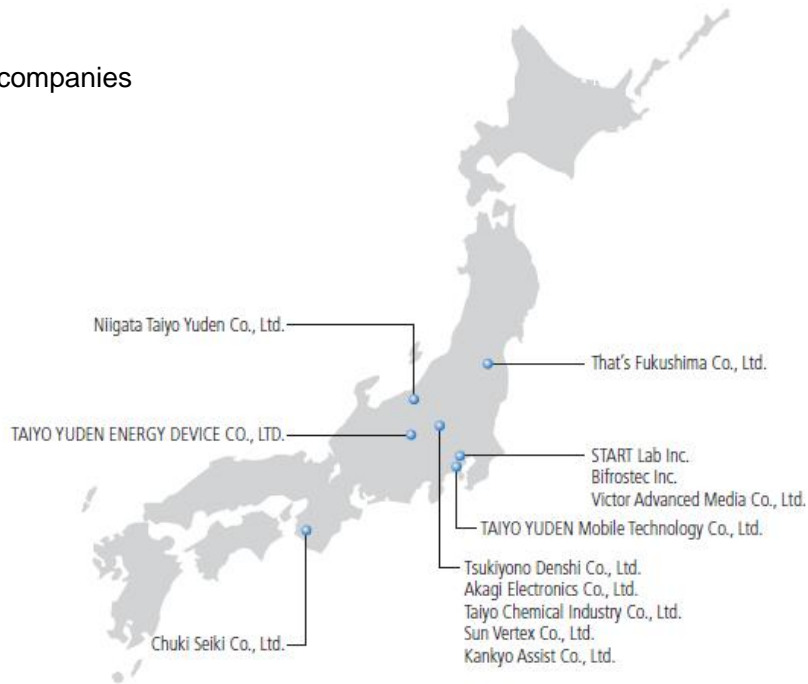 companies
Niigata Taiyo Yuden Co., Ltd.
That's Fukushima Co., Ltd.
TAIYO YUDEN ENERGY DEVICE CO., LTD.
START Lab Inc.
Bifrostec Inc.
Victor Advanced Media Co., Ltd.
TAIYO YUDEN Mobile Technology Co., Ltd.
Tsukiyono Denshi Co., Ltd.
Akagi Electronics Co., Ltd.
Taiyo Chemical Industry Co., Ltd.
Sun Vertex Co., Ltd.
Kankyo Assist Co., Ltd.
Chuki Seiki Co., Ltd.